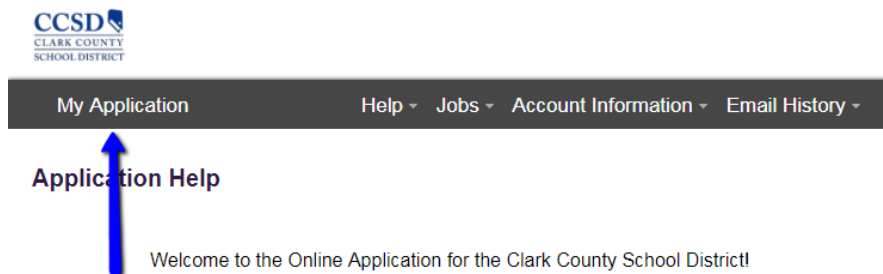 CCSD
CLARK COUNTY
SCHOOL DISTRICT
My Application Help Jobs Account Information Email History
Application Help
Welcome to the Online Application for the Clark County School District!